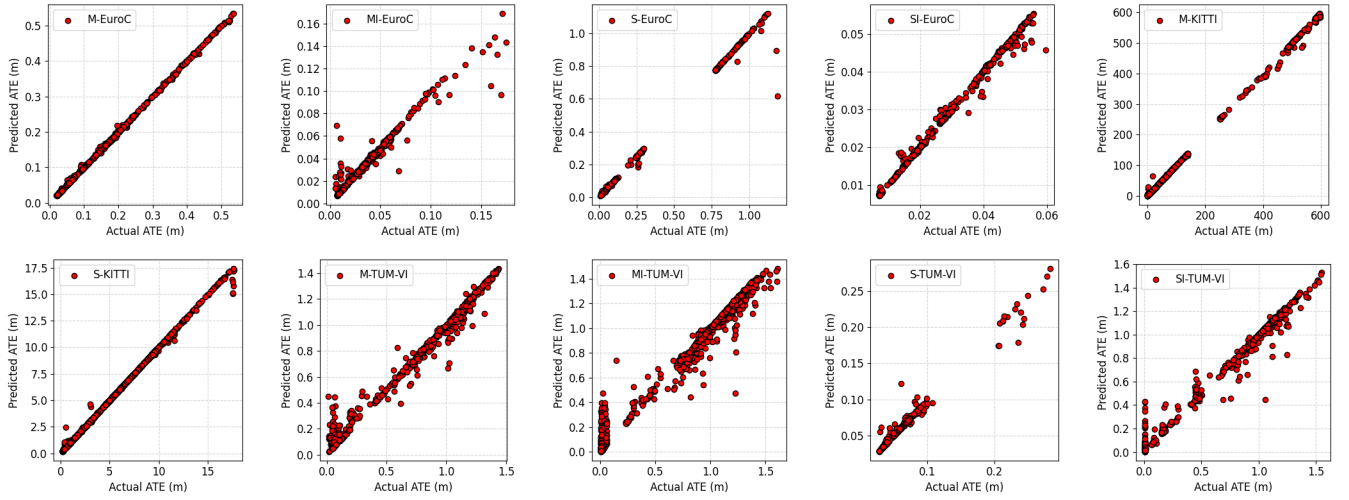 M-EuroC
Predicted ATE (m)
0.5
0.4
0.3
0.2
0.1
0.0
0.0 0.1 0.2 0.3 0.4 0.5
Actual ATE (m)
MI-EuroC
Predicted ATE (m)
0.16
0.14
0.12
0.10
0.08
0.06
0.04
0.02
0.00
0.00 0.05 0.10 0.15
Actual ATE (m)
S-EuroC
Predicted ATE (m)
1.0
0.8
0.6
0.4
0.2
0.0
0.00 0.25 0.50 0.75 1.00
Actual ATE (m)
SI-EuroC
Predicted ATE (m)
0.05
0.04
0.03
0.02
0.01
0.02 0.04 0.06
Actual ATE (m)
M-KITTI
Predicted ATE (m)
600
500
400
300
200
100
0
0 200 400 600
Actual ATE (m)
S-KITTI
Predicted ATE (m)
17.5
15.0
12.5
10.0
7.5
5.0
2.5
0.0
0 5 10 15
Actual ATE (m)
M-TUM-VI
Predicted ATE (m)
1.4
1.2
1.0
0.8
0.6
0.4
0.2
0.0
0.0 0.5 1.0 1.5
Actual ATE (m)
MI-TUM-VI
Predicted ATE (m)
1.4
1.2
1.0
0.8
0.6
0.4
0.2
0.0
0.0 0.5 1.0 1.5
Actual ATE (m)
S-TUM-VI
Predicted ATE (m)
0.25
0.20
0.15
0.10
0.05
0.1 0.2
Actual ATE (m)
SI-TUM-VI
Predicted ATE (m)
1.6
1.4
1.2
1.0
0.8
0.6
0.4
0.2
0.0
0.0 0.5 1.0 1.5
Actual ATE (m)